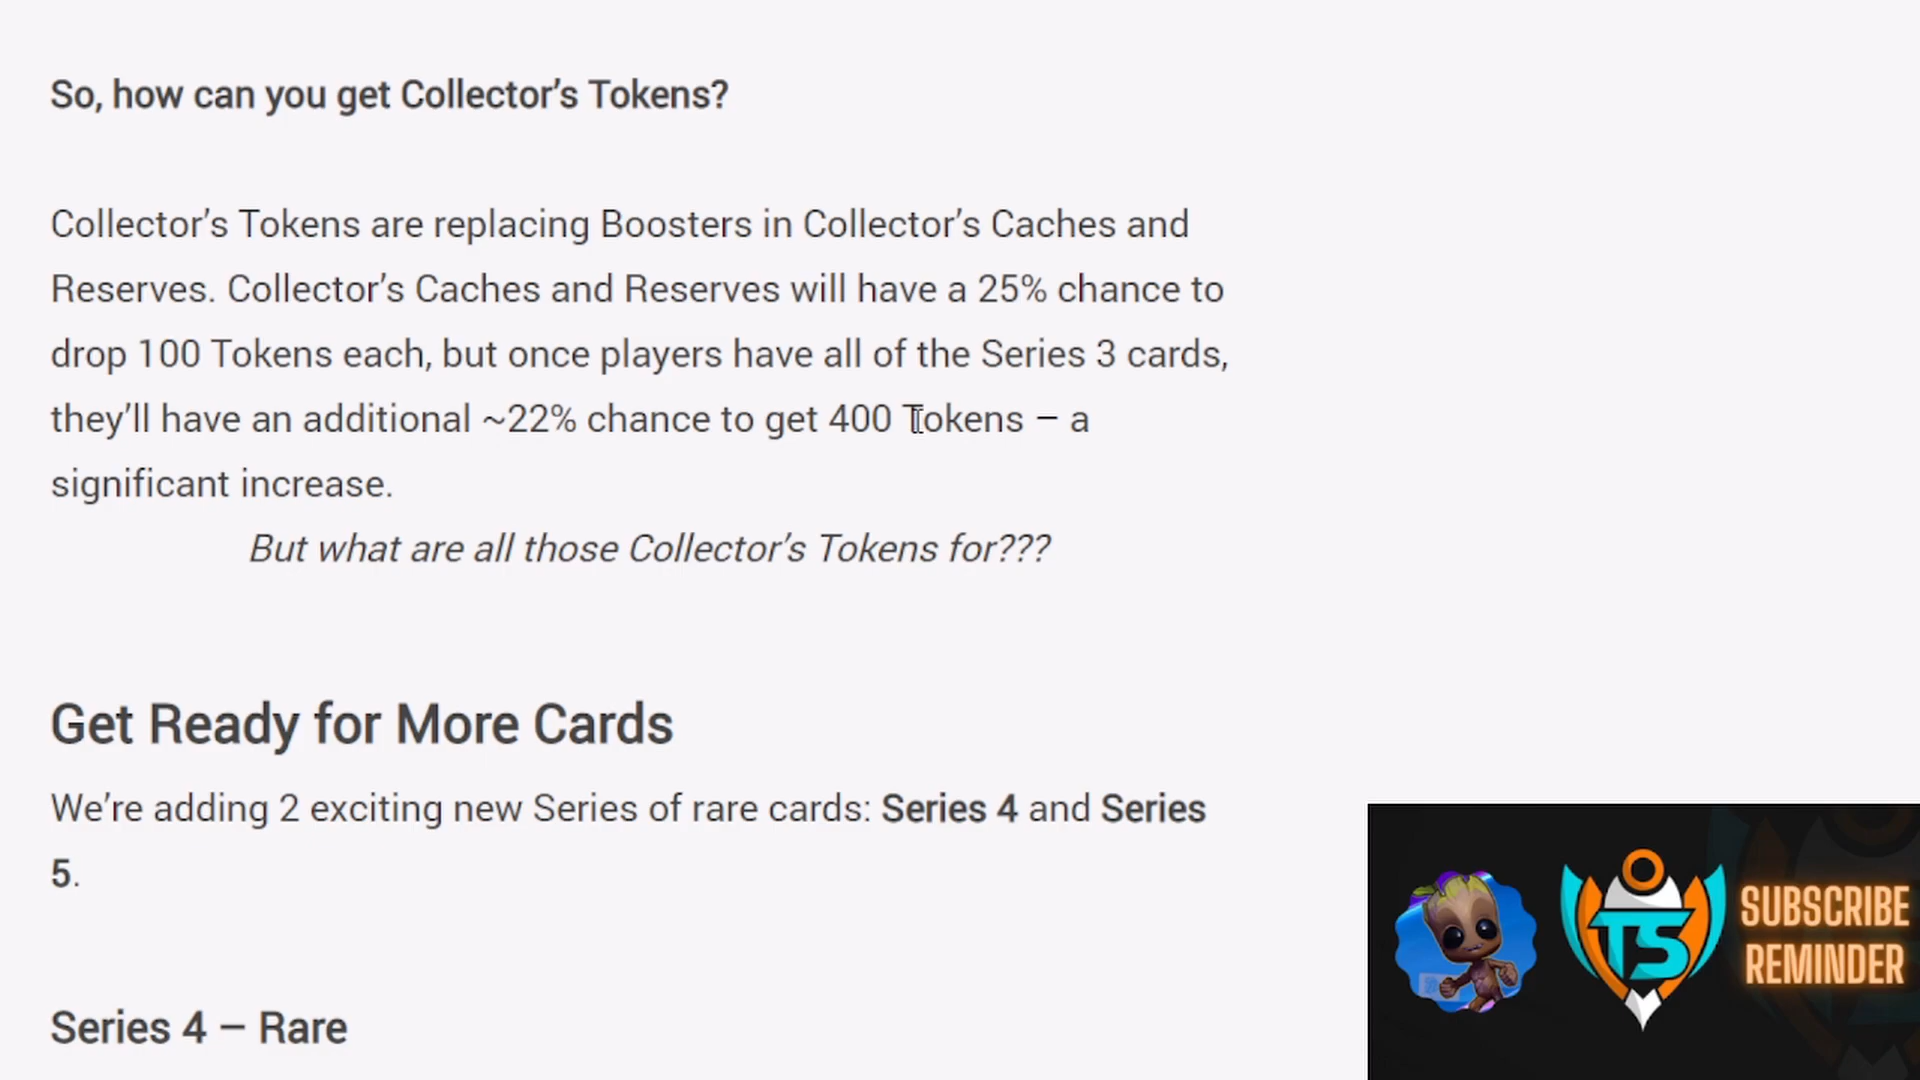 So, how can you get Collector’s Tokens?
Collector’s Tokens are replacing Boosters in Collector’s Caches and
Reserves. Collector’s Caches and Reserves will have a 25% chance to
drop 100 Tokens each, but once players have all of the Series 3 cards,
they’ll have an additional ~22% chance to get 400 Tokens – a
significant increase.
But what are all those Collector’s Tokens for???
Get Ready for More Cards
We’re adding 2 exciting new Series of rare cards: Series 4 and Series
5.
Series 4 – Rare
TS
SUBSCRIBE
REMINDER